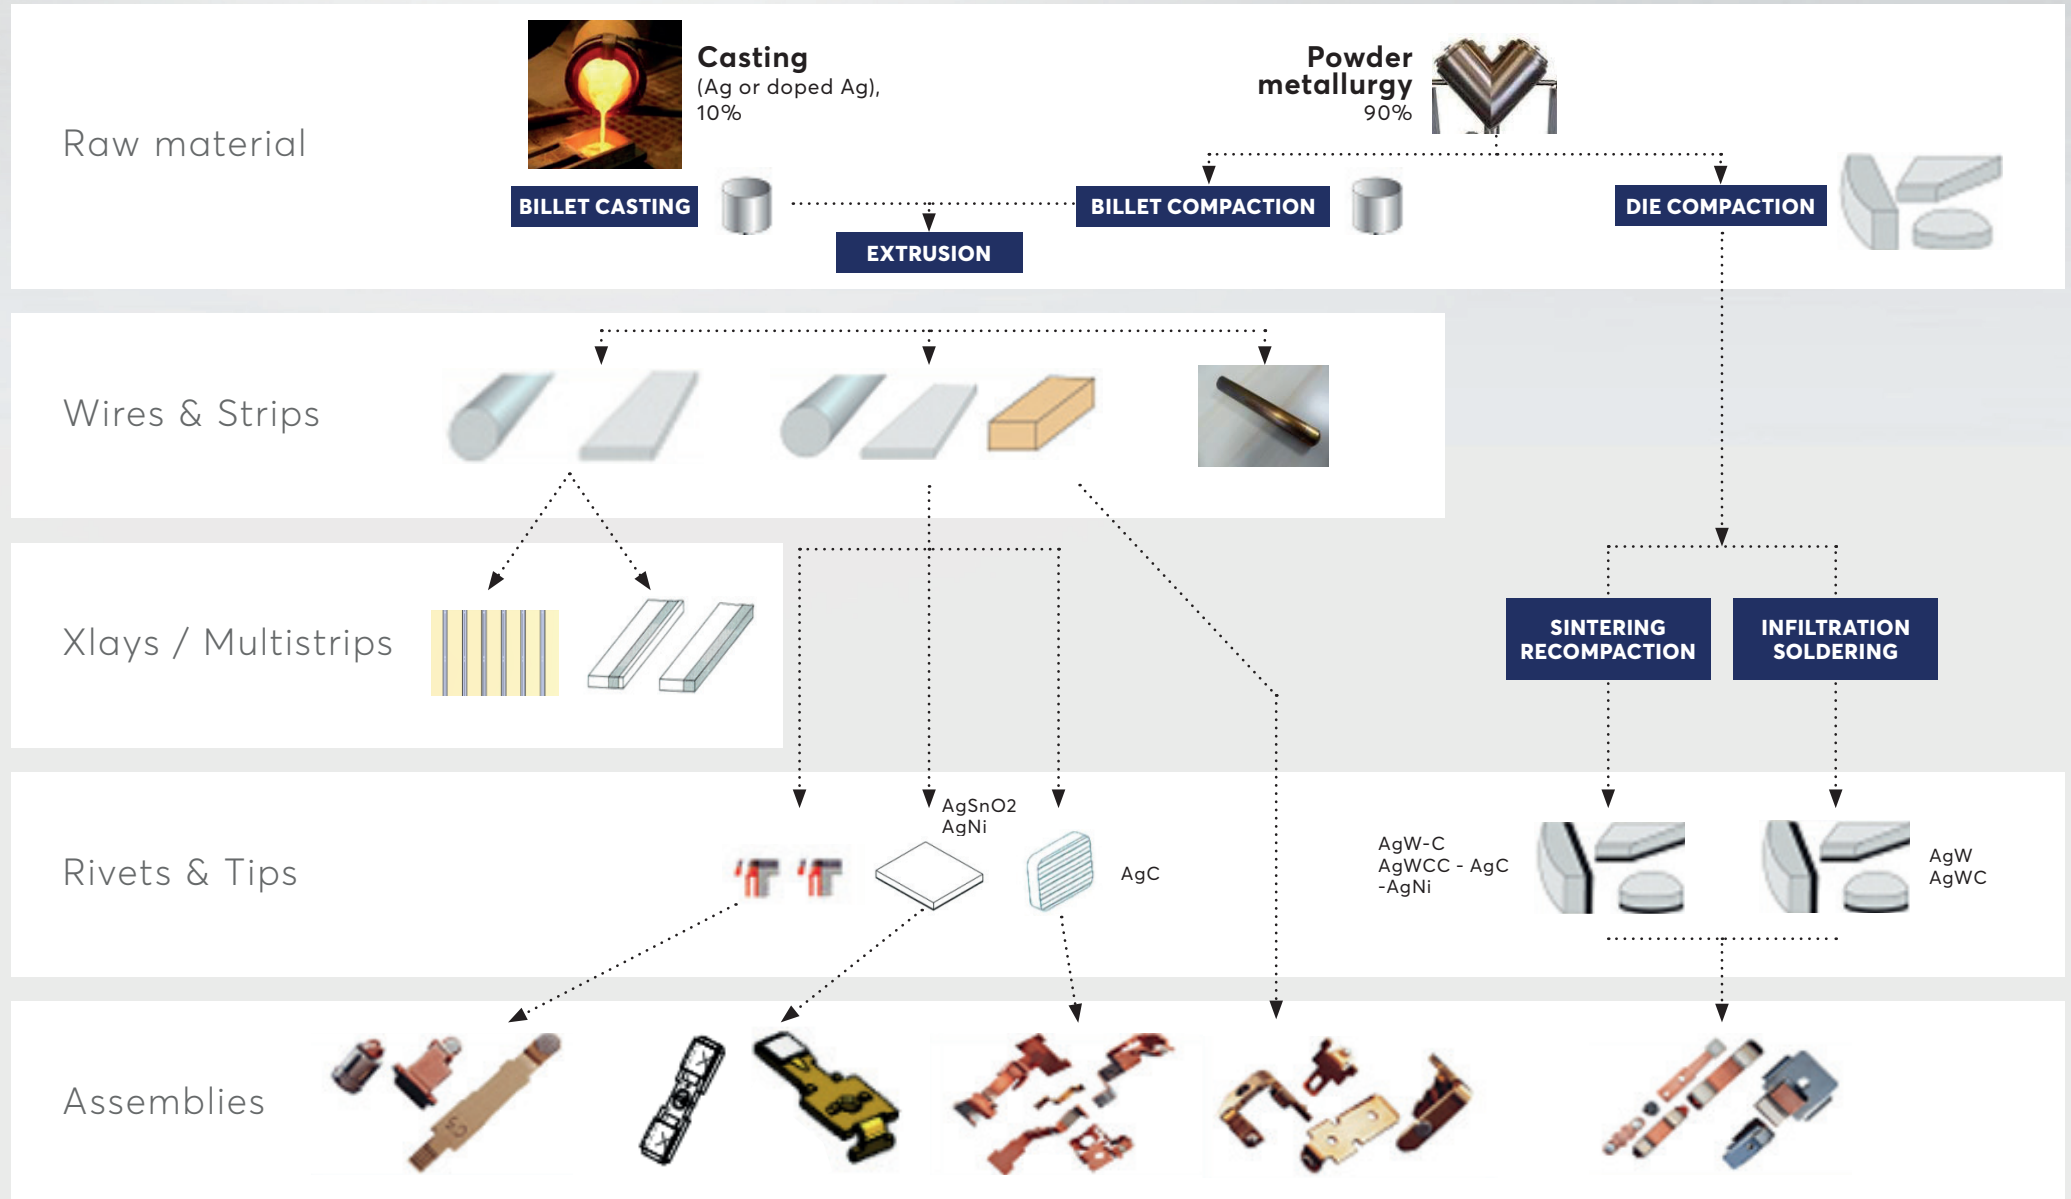 Raw material
Casting
(Ag or doped Ag),
10%
Powder
metallurgy
90%
BILLET CASTING
BILLET COMPACTION
DIE COMPACTION
EXTRUSION
Wires & Strips
Xlays / Multistrips
SINTERING
RECOMPACTION
INFILTRATION
SOLDERING
Rivets & Tips
AgSnO2
AgNi
AgC
AgW-C
AgWCC - AgC
-AgNi
AgW
AgWC
Assemblies